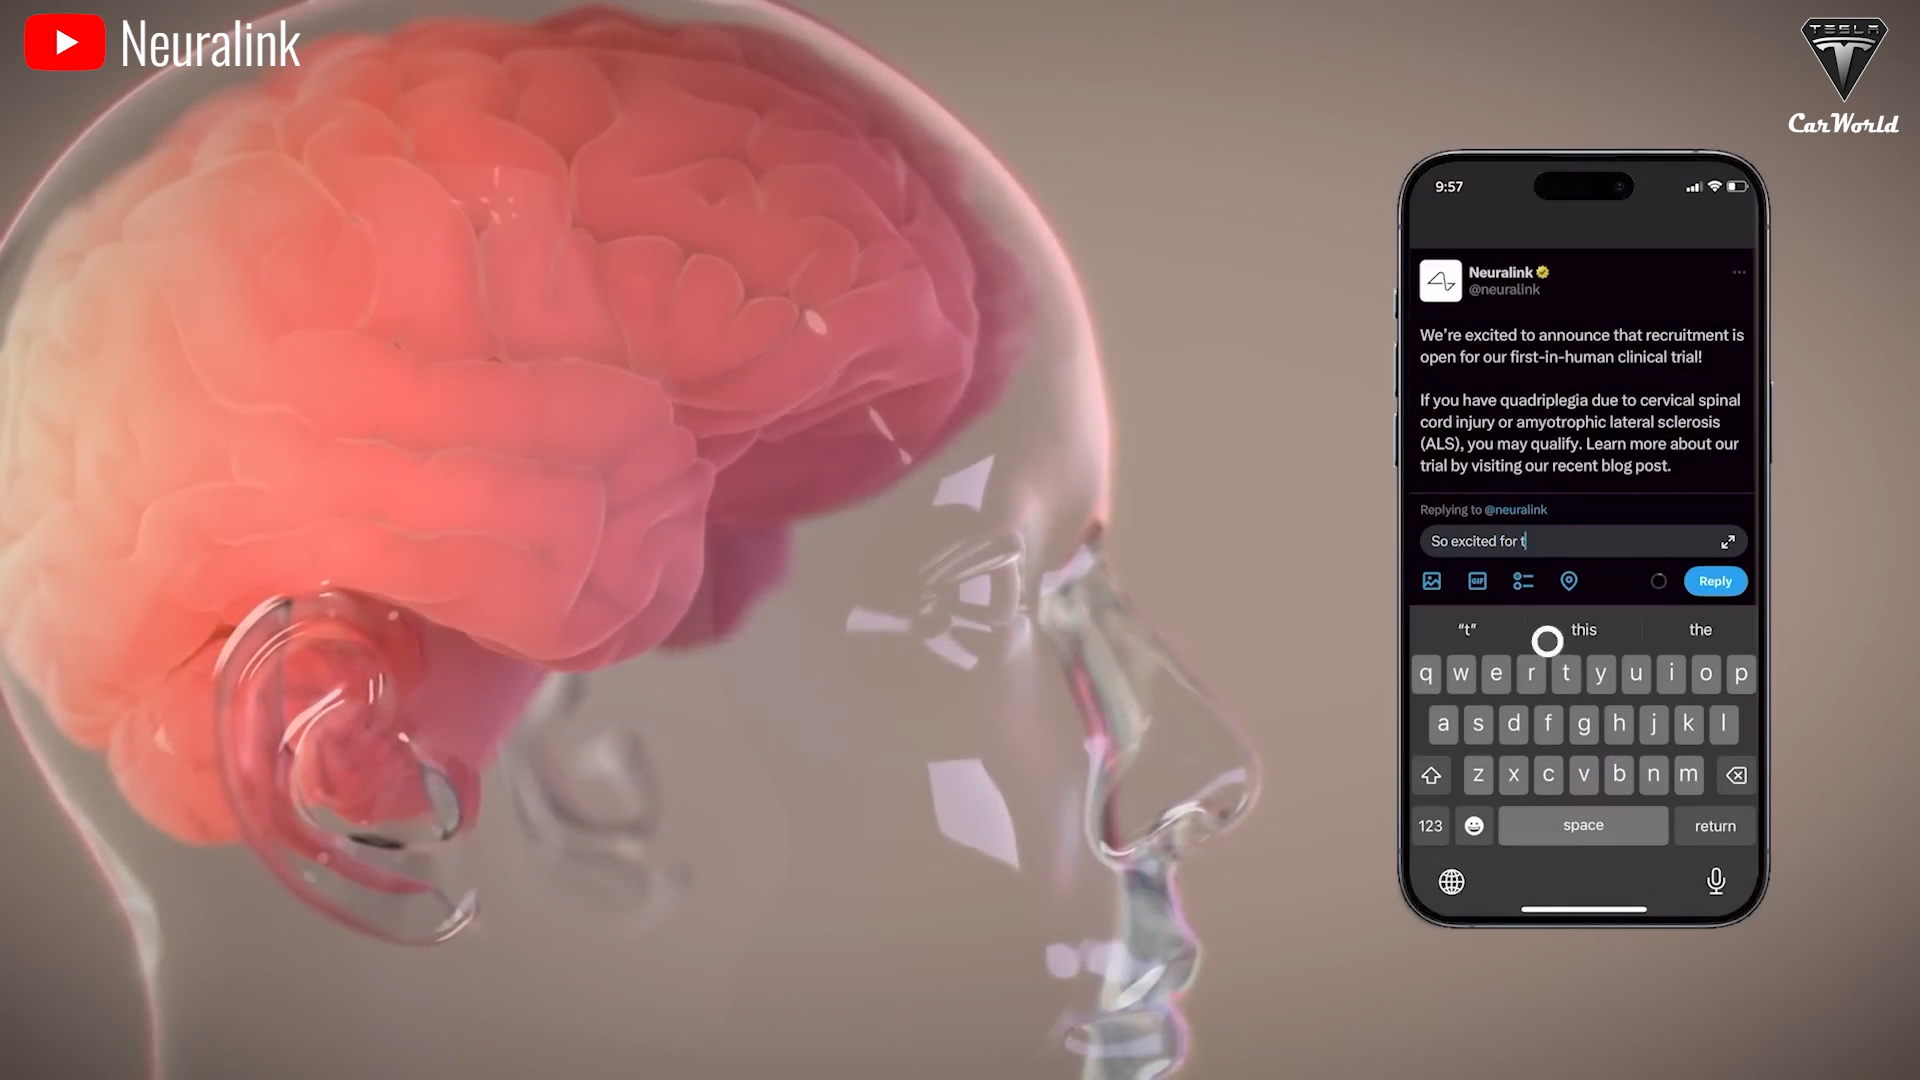 Neuralink
TESLA
CarWorld
9:57
Neuralink
@neuralink
We're excited to announce that recruitment is
open for our first-in-human clinical trial!
If you have quadriplegia due to cervical spinal
cord injury or amyotrophic lateral sclerosis
(ALS), you may qualify. Learn more about our
trial by visiting our recent blog post.
Replying to @neuralink
So excited for t
GIF
Reply
"t" this the
q w e r t y u i o p
a s d f g h j k l
z x c v b n m
123 space return